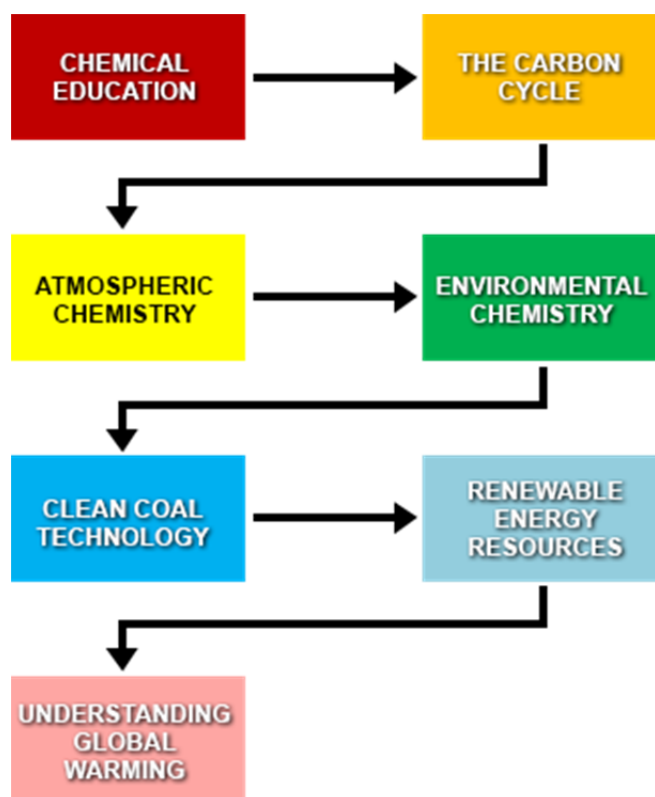 CHEMICAL
EDUCATION
THE CARBON
CYCLE
ATMOSPHERIC
CHEMISTRY
ENVIRONMENTAL
CHEMISTRY
CLEAN COAL
TECHNOLOGY
RENEWABLE
ENERGY
RESOURCES
UNDERSTANDING
GLOBAL
WARMING